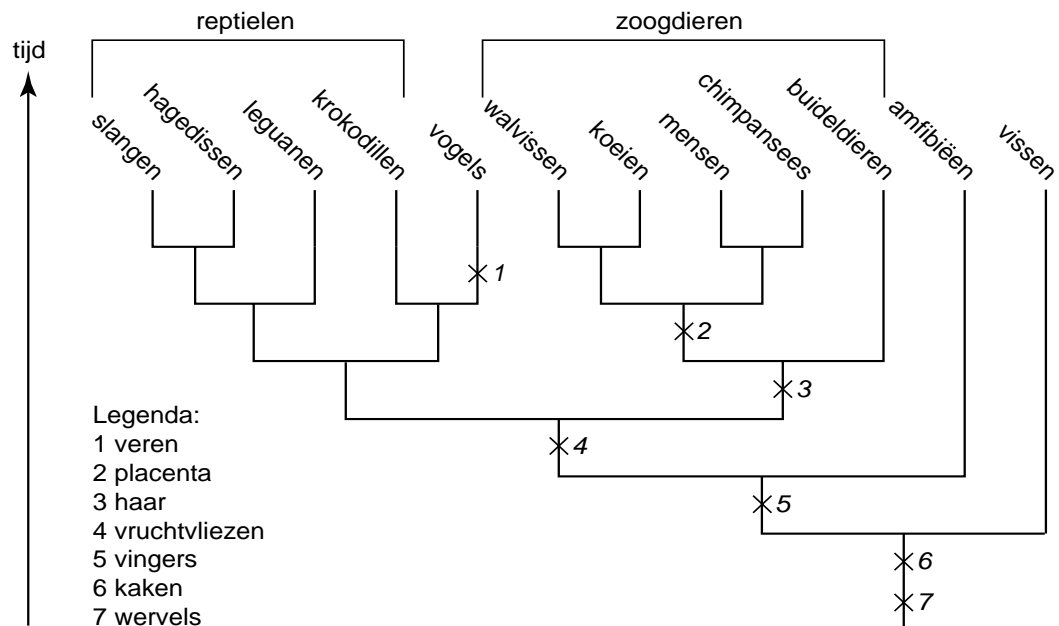 reptielen
zoogdieren
tijd
slangen
hagedissen
leguanen
krokodillen
vogels
walvissen
koeien
mensen
chimpansees
buideldieren
amfibiëen
vissen
1
2
3
4
5
6
7
Legenda:
1 veren
2 placenta
3 haar
4 vruchtvliezen
5 vingers
6 kaken
7 wervels